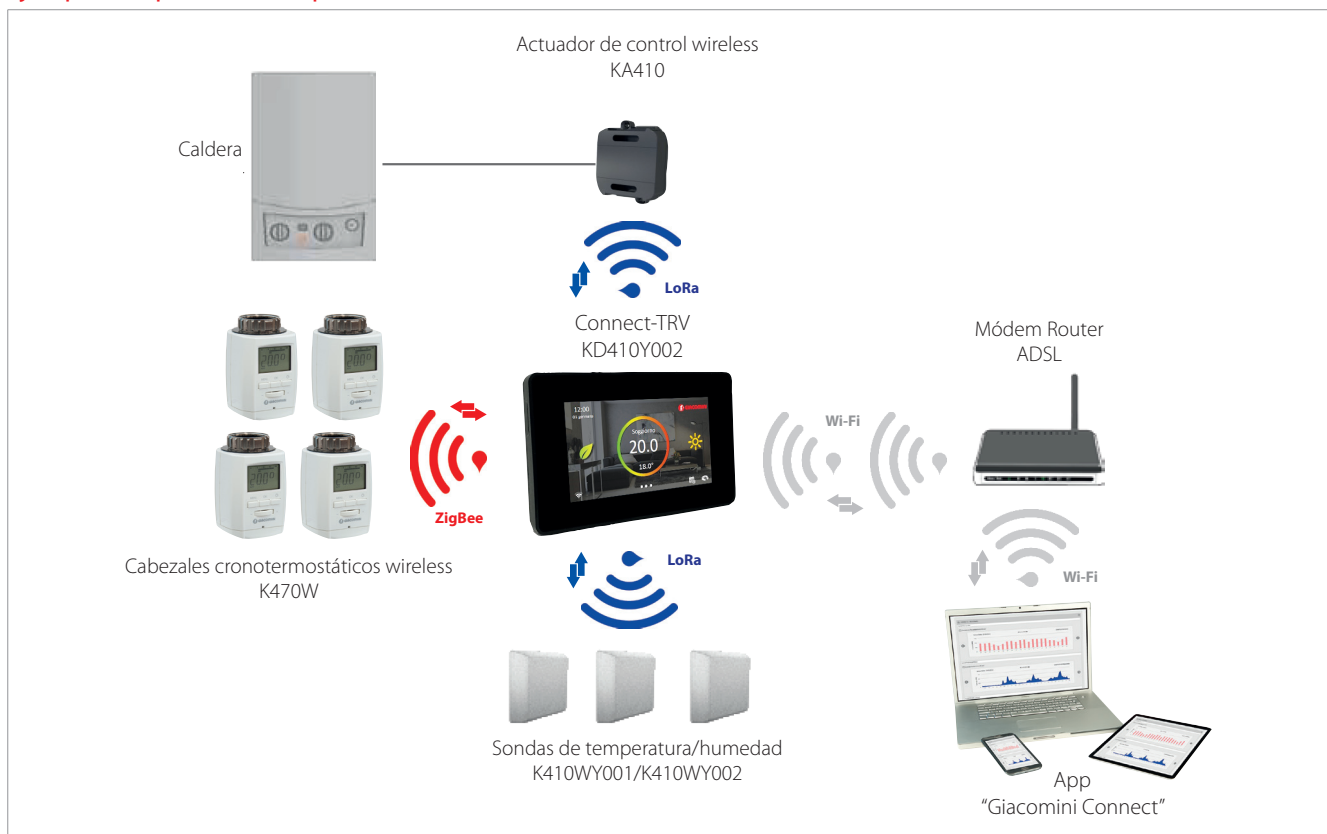 Actuador de control wireless
KA410
Caldera
LoRa
Connect-TRV
KD410Y002
Módem Router
ADSL
12:00
Soggiorno
20.0
18.0°
Wi-Fi
ZigBee
LoRa
Wi-Fi
Cabezales cronotermostáticos wireless
K470W
Sondas de temperatura/humedad
K410WY001/K410WY002
App
“Giacomini Connect”